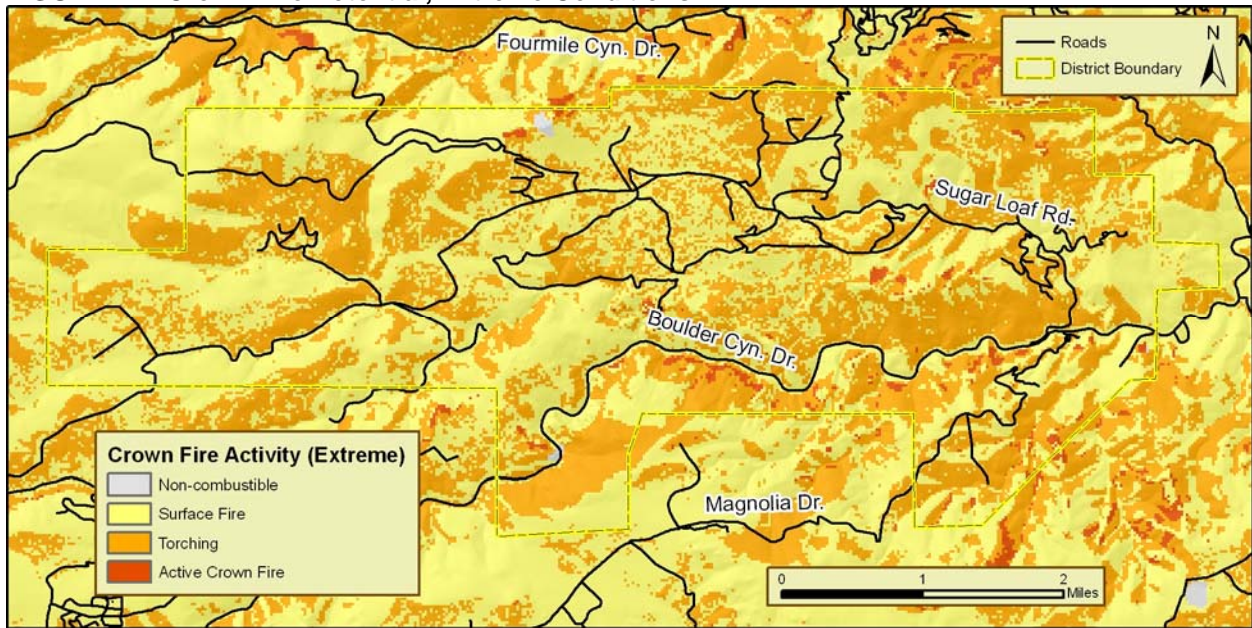 Fourmile Cyn. Dr.
Roads
District Boundary
N
Sugar Loaf Rd.
Boulder Cyn. Dr.
Magnolia Dr.
Crown Fire Activity (Extreme)
Non-combustible
Surface Fire
Torching
Active Crown Fire
0 1 2
Miles